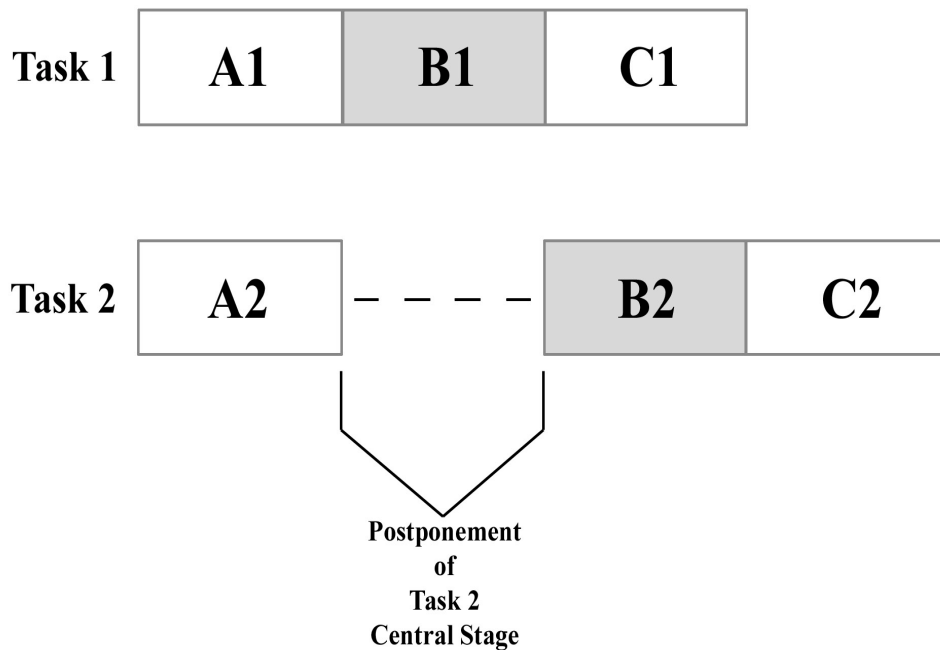 Task 1 A1 B1 C1
Task 2 A2 B2 C2
Postponement
of
Task 2
Central Stage